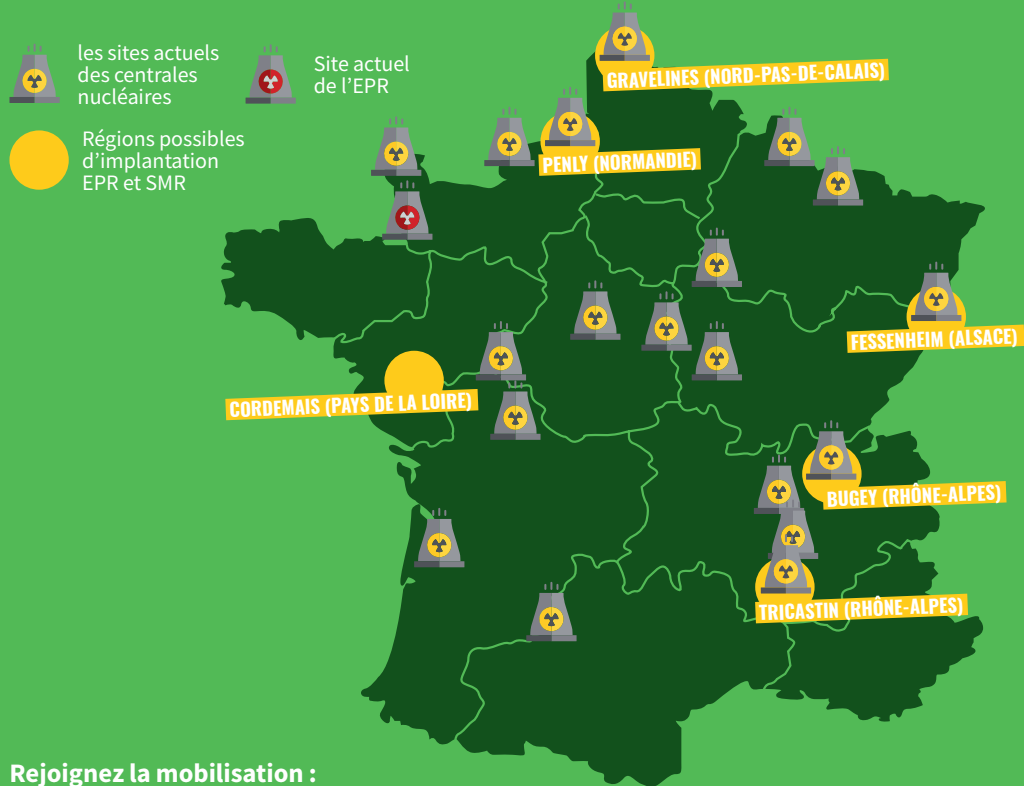 les sites actuels
des centrales
nucléaires
Site actuel
de l'EPR
Régions possibles
d'implantation
EPR et SMR
GRAVELINES (NORD-PAS-DE-CALAIS)
PENLY (NORMANDIE)
FESSENHEIM (ALSACE)
CORDEMAIS (PAYS DE LA LOIRE)
BUGEY (RHÔNE-ALPES)
TRICASTIN (RHÔNE-ALPES)
Rejoignez la mobilisation :